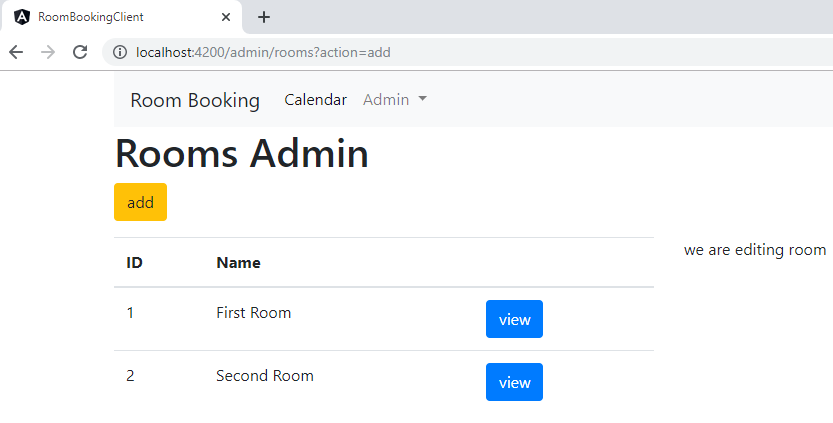 RoomBookingClient
localhost:4200/admin/rooms?action=add
Room Booking Calendar Admin
Rooms Admin
add
ID Name
we are editing room
1 First Room view
2 Second Room view